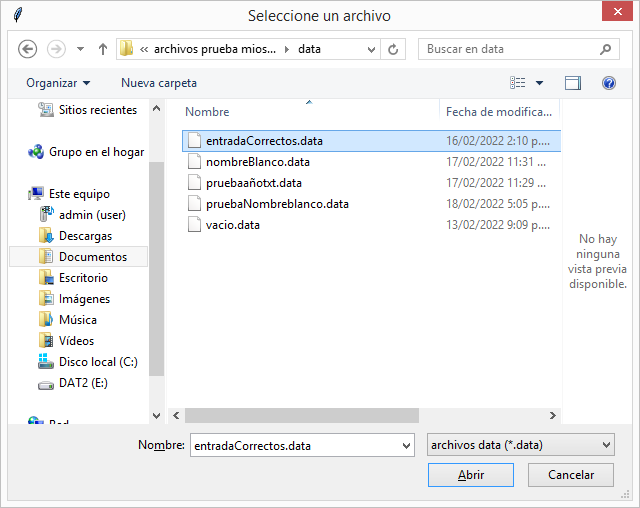 Seleccione un archivo
« archivos prueba mios... ▸ data
Buscar en data
Organizar
Nueva carpeta
Sitios recientes
Grupo en el hogar
Este equipo
admin (user)
Descargas
Documentos
Escritorio
Imágenes
Música
Vídeos
Disco local (C:)
DAT2 (E:)
Red
Nombre Fecha de modifica...
entradaCorrectos.data 16/02/2022 2:10 p....
nombreBlanco.data 17/02/2022 11:31 ...
pruebaañotxt.data 17/02/2022 11:29 ...
pruebaNombreblanco.data 18/02/2022 5:05 p....
vacio.data 13/02/2022 9:09 p....
No hay
ninguna
vista previa
disponible.
Nombre: entradaCorrectos.data
archivos data (*.data)
Abrir
Cancelar